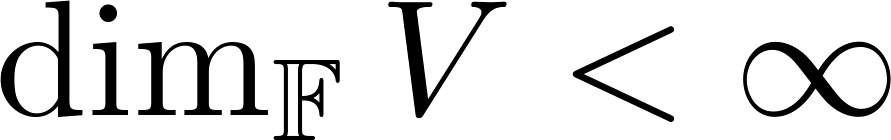 dim_𝔽 V < ∞